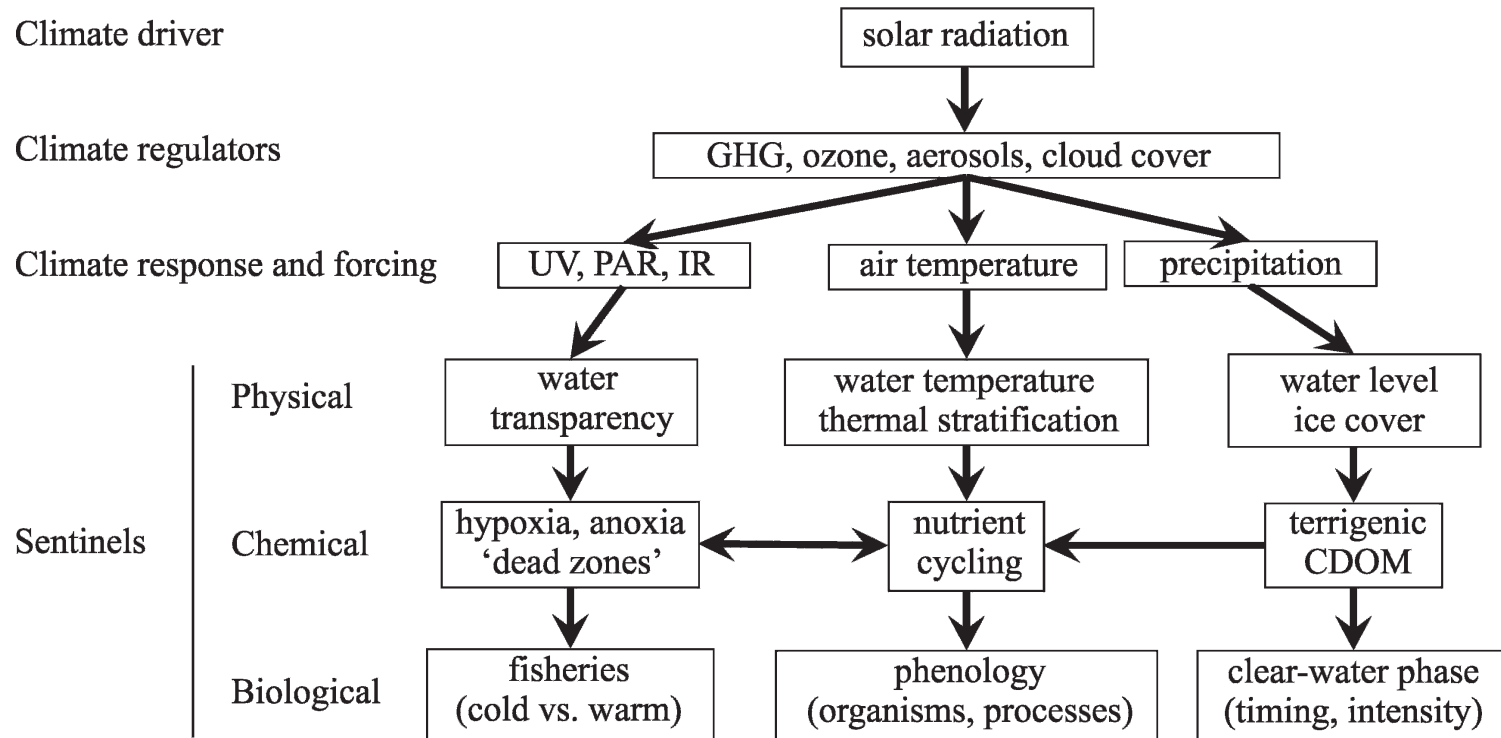 Climate driver
solar radiation
Climate regulators
GHG, ozone, aerosols, cloud cover
Climate response and forcing
UV, PAR, IR
air temperature
precipitation
Sentinels
Physical
water
transparency
water temperature
thermal stratification
water level
ice cover
Chemical
hypoxia, anoxia
‘dead zones’
nutrient
cycling
terrigenic
CDOM
Biological
fisheries
(cold vs. warm)
phenology
(organisms, processes)
clear-water phase
(timing, intensity)